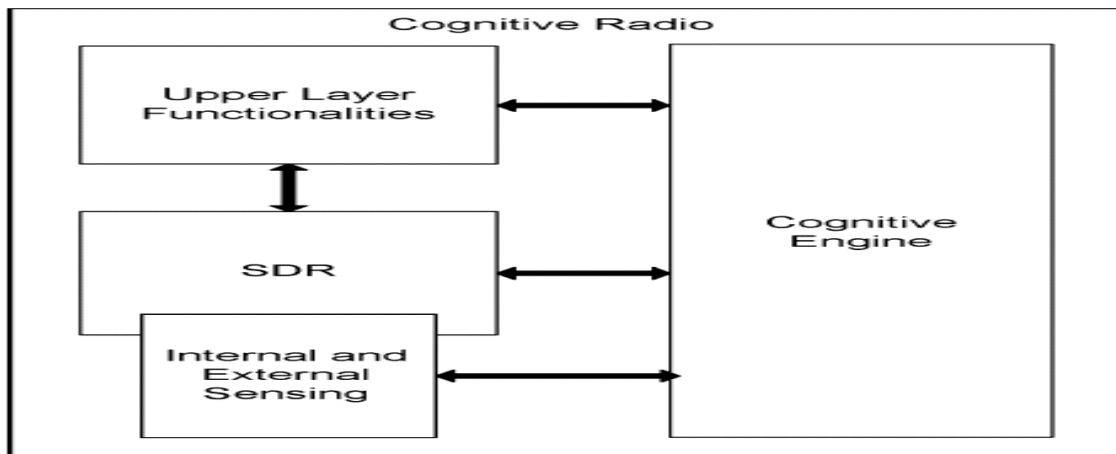 Cognitive Radio
Upper Layer
Functionalities
SDR
Internal and
External
Sensing
Cognitive
Engine